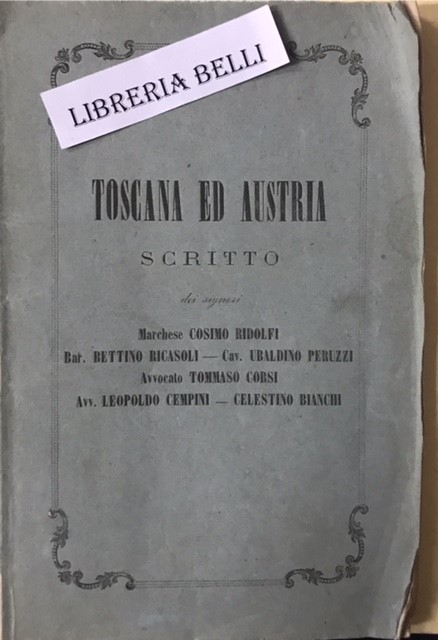 LIBRERIA BELLI
TOSCANA ED AUSTRIA
SCRITTO
dei signori
Marchese COSIMO RIDOLFI
Bar. BETTINO RICASOLI — Cav. UBALDINO PERUZZI
Avvocato TOMMASO CORSI
Avv. LEOPOLDO CEMPINI — CELESTINO BIANCHI